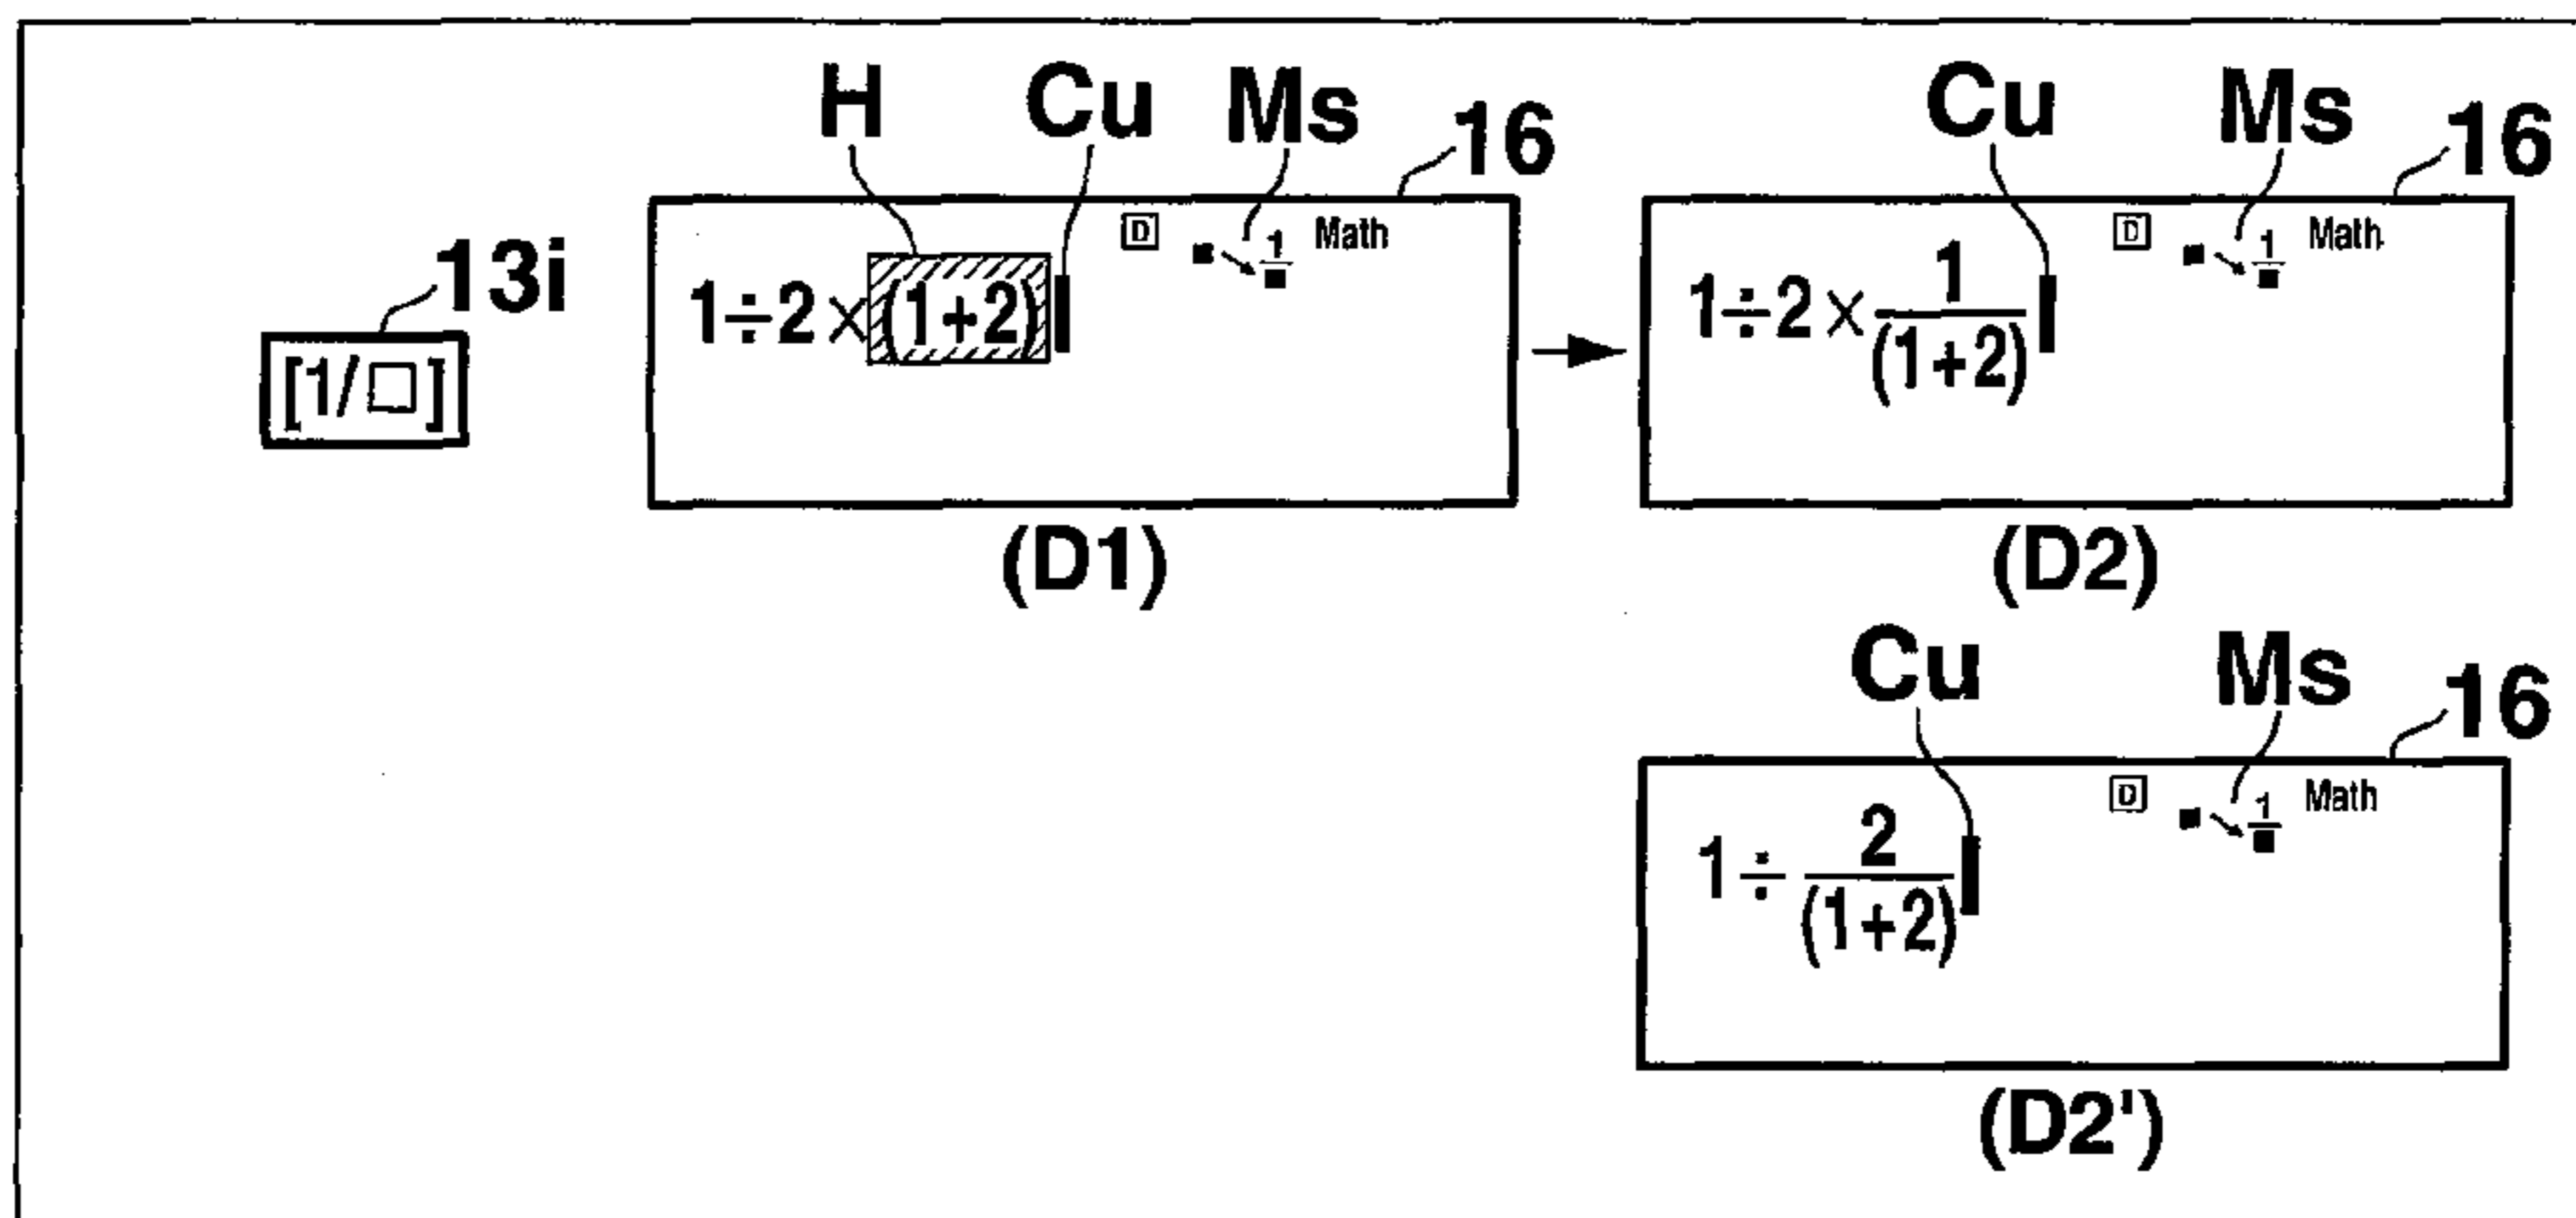 H Cu Ms 16
Cu Ms 16
13i
[1/□]
D ■↘1/■ Math
1÷2×(1+2)
(D1)
D ■↘1/■ Math
1÷2×1/(1+2)
(D2)
Cu Ms 16
D ■↘1/■ Math
1÷2/(1+2)
(D2')